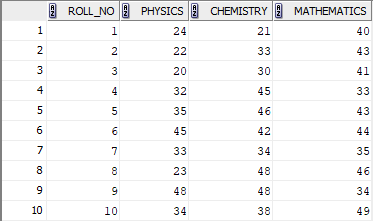 ROLL_NO PHYSICS CHEMISTRY MATHEMATICS
1 1 24 21 40
2 2 22 33 43
3 3 20 30 41
4 4 32 45 33
5 5 35 46 43
6 6 45 42 44
7 7 33 34 35
8 8 23 48 46
9 9 48 48 34
10 10 34 38 49